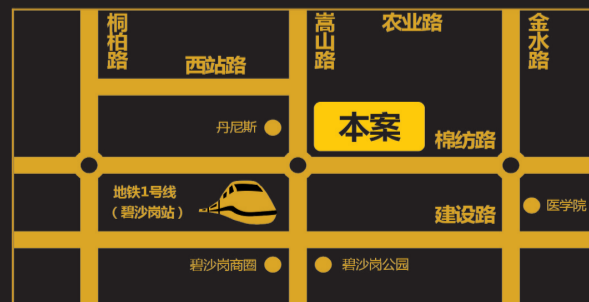 桐柏路
嵩山路
农业路
金水路
西站路
丹尼斯
本案
棉纺路
地铁1号线
（碧沙岗站）
建设路
医学院
碧沙岗商圈
碧沙岗公园